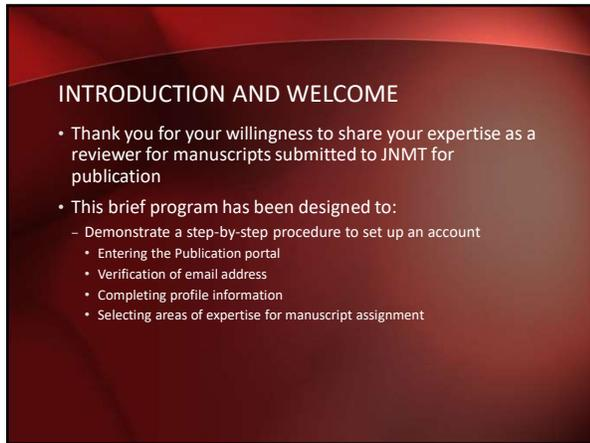 INTRODUCTION AND WELCOME
• Thank you for your willingness to share your expertise as a
reviewer for manuscripts submitted to JNMT for
publication
• This brief program has been designed to:
– Demonstrate a step-by-step procedure to set up an account
• Entering the Publication portal
• Verification of email address
• Completing profile information
• Selecting areas of expertise for manuscript assignment